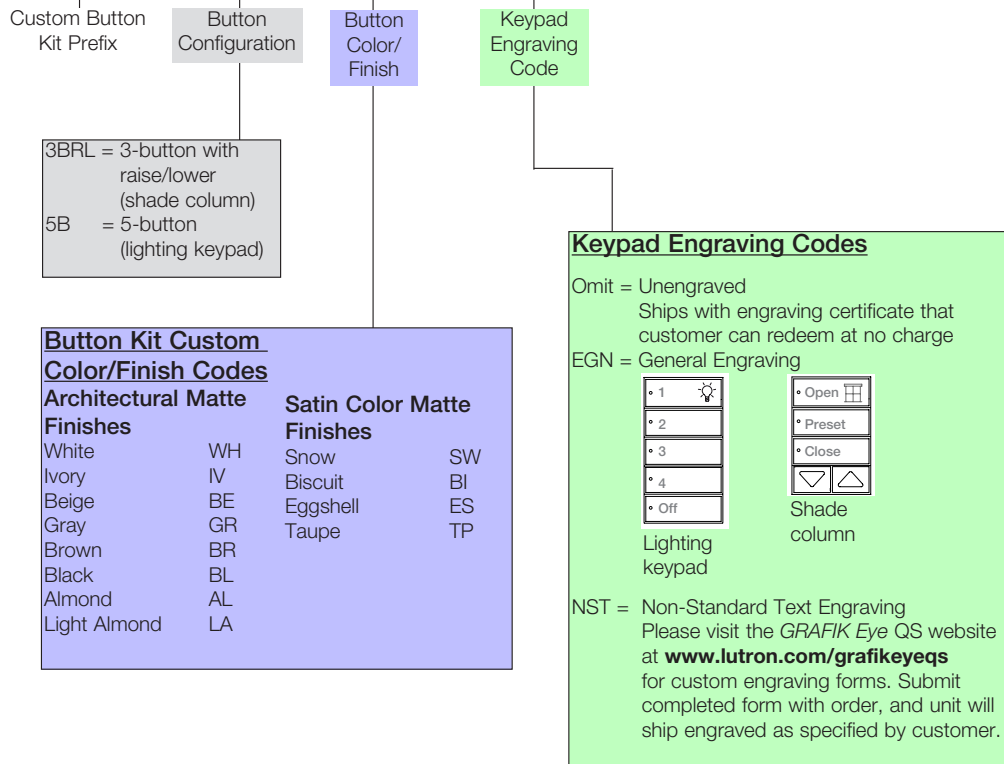 Custom Button
Kit Prefix
Button
Configuration
Button
Color/
Finish
Keypad
Engraving
Code
3BRL = 3-button with
raise/lower
(shade column)
5B = 5-button
(lighting keypad)
Button Kit Custom
Color/Finish Codes
Architectural Matte
Finishes
White WH
Ivory IV
Beige BE
Gray GR
Brown BR
Black BL
Almond AL
Light Almond LA
Satin Color Matte
Finishes
Snow SW
Biscuit BI
Eggshell ES
Taupe TP
Keypad Engraving Codes
Omit = Unengraved
Ships with engraving certificate that
customer can redeem at no charge
EGN = General Engraving
1
2
3
4
Off
Lighting
keypad
Open
Preset
Close
Shade
column
NST = Non-Standard Text Engraving
Please visit the GRAFIK Eye QS website
at www.lutron.com/grafikeyeqs
for custom engraving forms. Submit
completed form with order, and unit will
ship engraved as specified by customer.